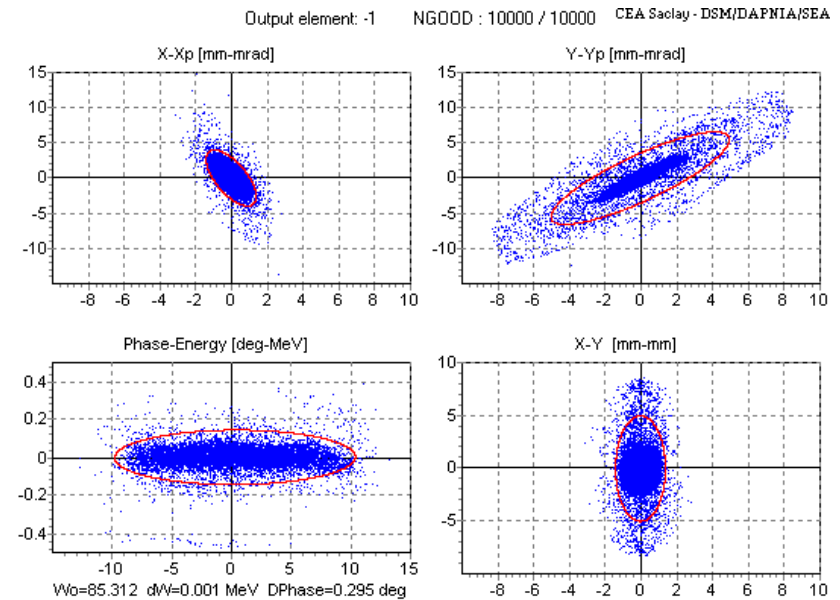 Output element: -1 NGOOD : 10000 / 10000 CEA Saclay - DSM/DAPNIA/SEA
X-Xp [mm-mrad]
15
10
5
0
-5
-10
-8 -6 -4 -2 0 2 4 6 8 10
Y-Yp [mm-mrad]
15
10
5
0
-5
-10
-8 -6 -4 -2 0 2 4 6 8 10
Phase-Energy [deg-MeV]
0.4
0.2
0
-0.2
-0.4
-10 -5 0 5 10 15
Wo=85.312 dW=0.001 MeV DPhase=0.295 deg
X-Y [mm-mm]
10
5
0
-5
-8 -6 -4 -2 0 2 4 6 8 10